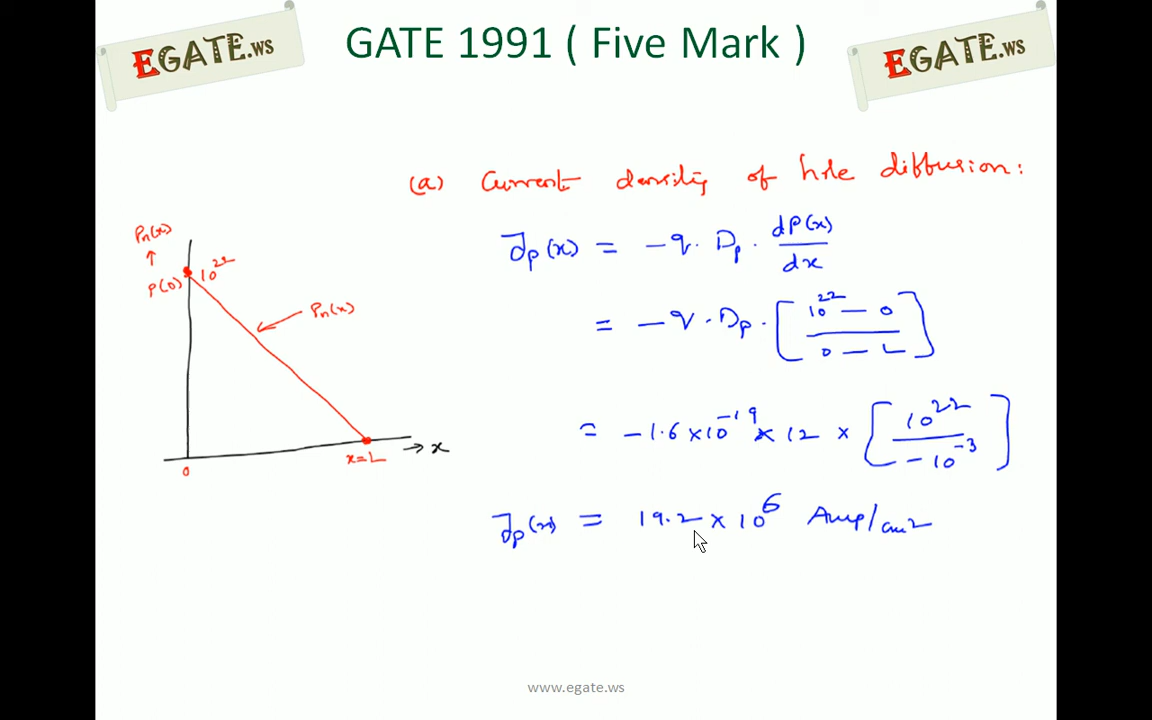 EGATE.ws
GATE 1991 ( Five Mark )
EGATE.ws
(a) Current density of hole diffusion:
Jp(x) = -q. Dp. dP(x)/dx
= -q. Dp. [10^22 - 0 / 0 - L]
= -1.6 x 10^-19 x 12 x [10^22 / -10^-3]
Jp(x) = 19.2 x 10^6 Amp/cm2
Pn(x)
↑
P(0)
10^22
Pn(x)
0
x=L
→ x
www.egate.ws